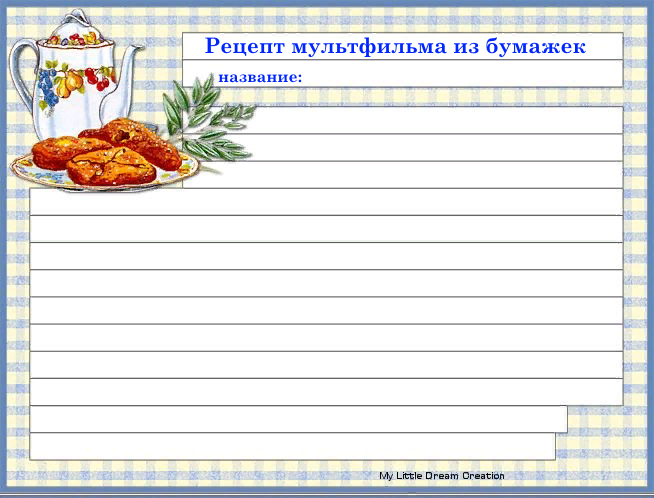 Рецепт мультфильма из бумажек
название:
My Little Dream Creation